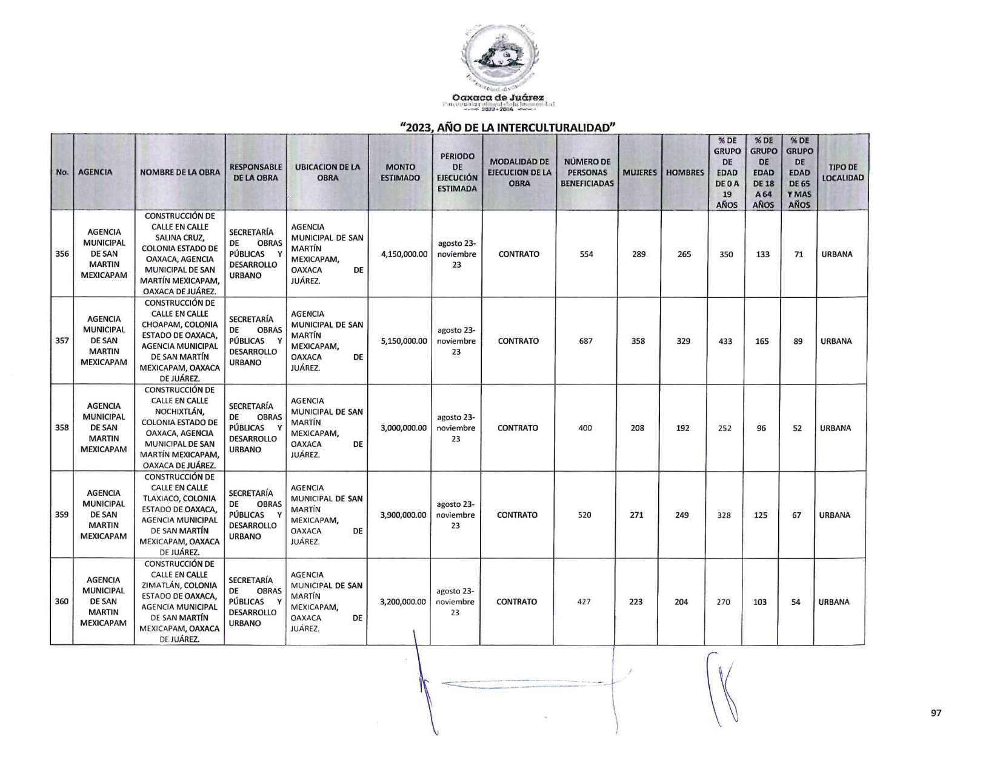 Oaxaca de Juárez
2022-2024
"2023, AÑO DE LA INTERCULTURALIDAD"
No.
AGENCIA
NOMBRE DE LA OBRA
RESPONSABLE
DE LA OBRA
UBICACION DE LA
OBRA
MONTO
ESTIMADO
PERIODO
DE
EJECUCIÓN
ESTIMADA
MODALIDAD DE
EJECUCION DE LA
OBRA
NÚMERO DE
PERSONAS
BENEFICIADAS
MUJERES
HOMBRES
% DE
GRUPO
DE
EDAD
DE 0 A
19
AÑOS
% DE
GRUPO
DE
EDAD
DE 18
A 64
AÑOS
% DE
GRUPO
DE
EDAD
DE 65
Y MAS
AÑOS
TIPO DE
LOCALIDAD
356
AGENCIA
MUNICIPAL
DE SAN
MARTIN
MEXICAPAM
CONSTRUCCIÓN DE
CALLE EN CALLE
SALINA CRUZ,
COLONIA ESTADO DE
OAXACA, AGENCIA
MUNICIPAL DE SAN
MARTÍN MEXICAPAM,
OAXACA DE JUÁREZ.
SECRETARÍA
DE OBRAS
PÚBLICAS Y
DESARROLLO
URBANO
AGENCIA
MUNICIPAL DE SAN
MARTÍN
MEXICAPAM,
OAXACA DE
JUÁREZ.
4,150,000.00
agosto 23-
noviembre
23
CONTRATO
554
289
265
350
133
71
URBANA
357
AGENCIA
MUNICIPAL
DE SAN
MARTIN
MEXICAPAM
CONSTRUCCIÓN DE
CALLE EN CALLE
CHOAPAM, COLONIA
ESTADO DE OAXACA,
AGENCIA MUNICIPAL
DE SAN MARTÍN
MEXICAPAM, OAXACA
DE JUÁREZ.
SECRETARÍA
DE OBRAS
PÚBLICAS Y
DESARROLLO
URBANO
AGENCIA
MUNICIPAL DE SAN
MARTÍN
MEXICAPAM,
OAXACA DE
JUÁREZ.
5,150,000.00
agosto 23-
noviembre
23
CONTRATO
687
358
329
433
165
89
URBANA
358
AGENCIA
MUNICIPAL
DE SAN
MARTIN
MEXICAPAM
CONSTRUCCIÓN DE
CALLE EN CALLE
NOCHIXTLÁN,
COLONIA ESTADO DE
OAXACA, AGENCIA
MUNICIPAL DE SAN
MARTÍN MEXICAPAM,
OAXACA DE JUÁREZ.
SECRETARÍA
DE OBRAS
PÚBLICAS Y
DESARROLLO
URBANO
AGENCIA
MUNICIPAL DE SAN
MARTÍN
MEXICAPAM,
OAXACA DE
JUÁREZ.
3,000,000.00
agosto 23-
noviembre
23
CONTRATO
400
208
192
252
96
52
URBANA
359
AGENCIA
MUNICIPAL
DE SAN
MARTIN
MEXICAPAM
CONSTRUCCIÓN DE
CALLE EN CALLE
TLAXIACO, COLONIA
ESTADO DE OAXACA,
AGENCIA MUNICIPAL
DE SAN MARTÍN
MEXICAPAM, OAXACA
DE JUÁREZ.
SECRETARÍA
DE OBRAS
PÚBLICAS Y
DESARROLLO
URBANO
AGENCIA
MUNICIPAL DE SAN
MARTÍN
MEXICAPAM,
OAXACA DE
JUÁREZ.
3,900,000.00
agosto 23-
noviembre
23
CONTRATO
520
271
249
328
125
67
URBANA
360
AGENCIA
MUNICIPAL
DE SAN
MARTIN
MEXICAPAM
CONSTRUCCIÓN DE
CALLE EN CALLE
ZIMATLÁN, COLONIA
ESTADO DE OAXACA,
AGENCIA MUNICIPAL
DE SAN MARTÍN
MEXICAPAM, OAXACA
DE JUÁREZ.
SECRETARÍA
DE OBRAS
PÚBLICAS Y
DESARROLLO
URBANO
AGENCIA
MUNICIPAL DE SAN
MARTÍN
MEXICAPAM,
OAXACA DE
JUÁREZ.
3,200,000.00
agosto 23-
noviembre
23
CONTRATO
427
223
204
270
103
54
URBANA
97